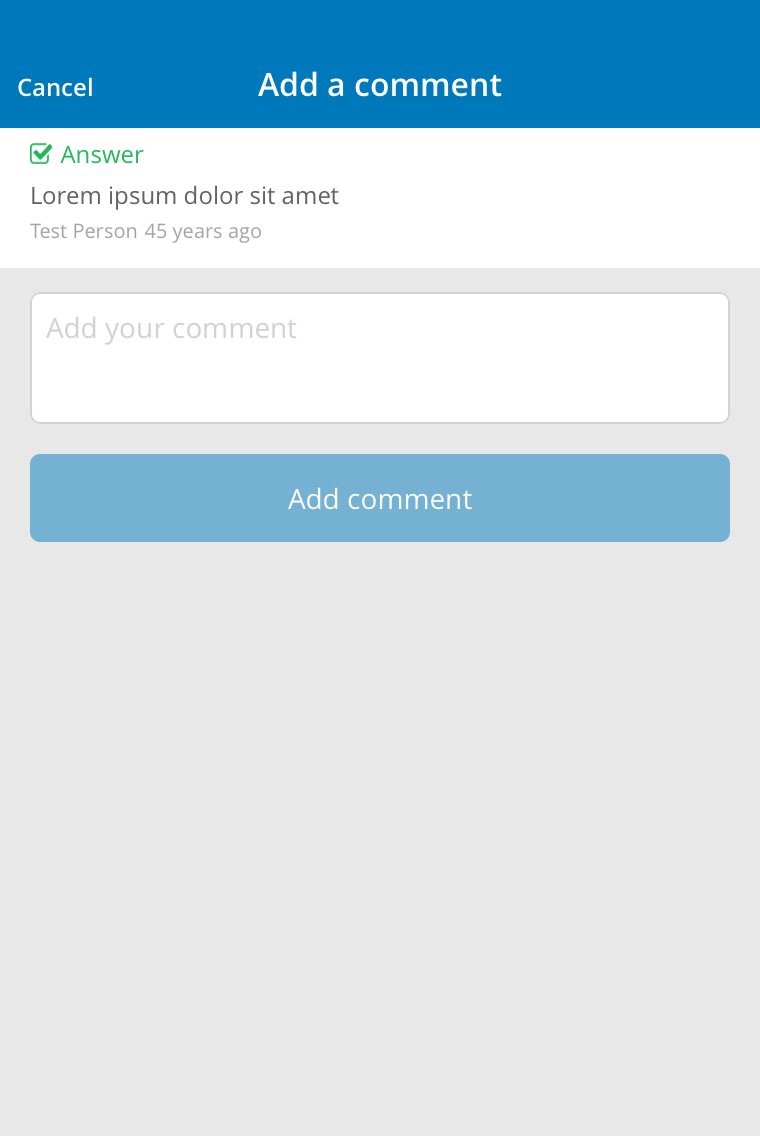 Cancel
Add a comment
Answer
Lorem ipsum dolor sit amet
Test Person 45 years ago
Add your comment
Add comment